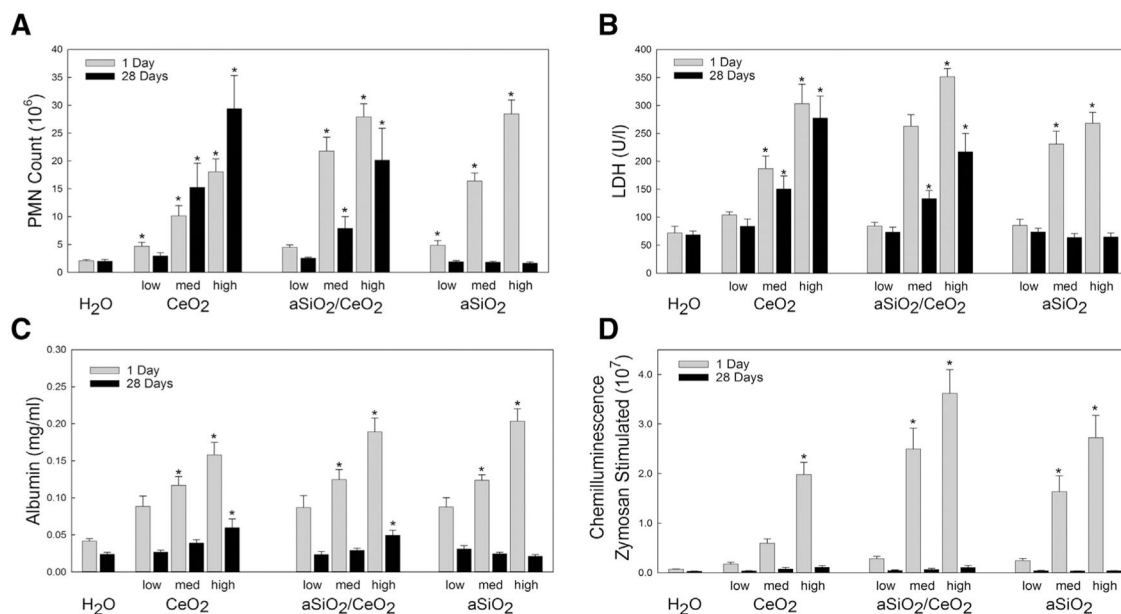 A
1 Day
28 Days
PMN Count (10⁶)
40
35
30
25
20
15
10
5
0
* * * * * * * * * * * *
low med high low med high low med high
H₂O CeO₂ aSiO₂/CeO₂ aSiO₂
B
1 Day
28 Days
LDH (U/l)
400
350
300
250
200
150
100
50
0
* * * * * * * * *
low med high low med high low med high
H₂O CeO₂ aSiO₂/CeO₂ aSiO₂
C
1 Day
28 Days
Albumin (mg/ml)
0.30
0.25
0.20
0.15
0.10
0.05
0.00
* * * * * * * *
low med high low med high low med high
H₂O CeO₂ aSiO₂/CeO₂ aSiO₂
D
1 Day
28 Days
Chemilluminescence
Zymosan Stimulated (10⁷)
4.0
3.0
2.0
1.0
0.0
* * * * *
low med high low med high low med high
H₂O CeO₂ aSiO₂/CeO₂ aSiO₂